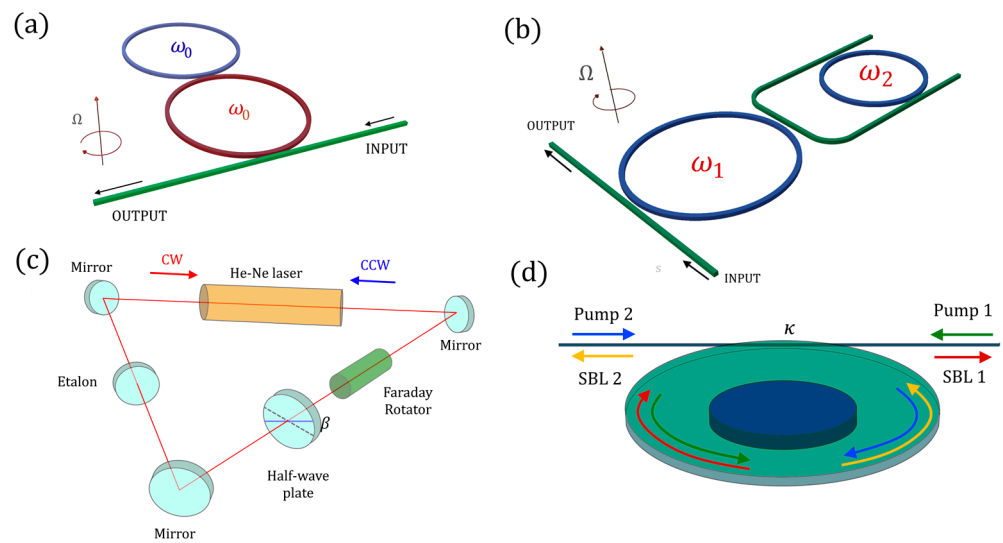 (a)
ω₀
ω₀
Ω
INPUT
OUTPUT
(b)
Ω
ω₂
OUTPUT
ω₁
s
INPUT
(c)
CW
He-Ne laser
CCW
Mirror
Mirror
Etalon
Faraday
Rotator
β
Half-wave
plate
Mirror
(d)
Pump 2
κ
Pump 1
SBL 2
SBL 1